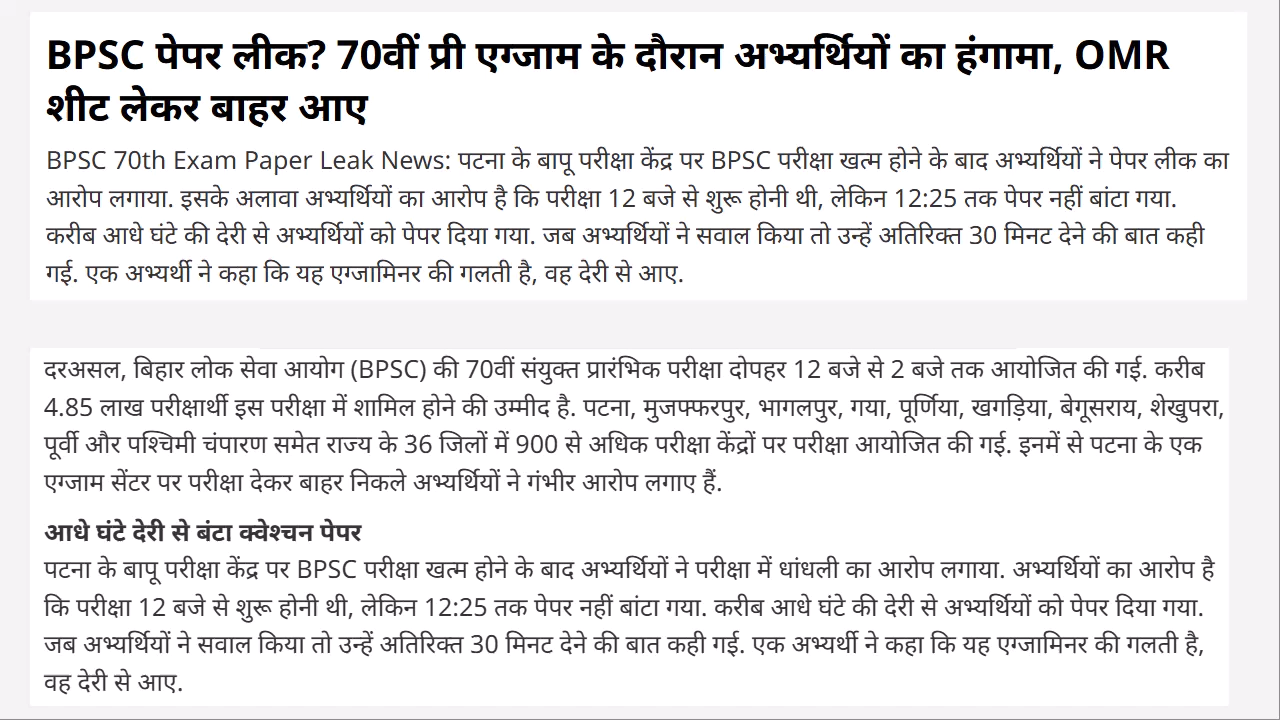 BPSC पेपर लीक? 70वीं प्री एग्जाम के दौरान अभ्यर्थियों का हंगामा, OMR
शीट लेकर बाहर आए
BPSC 70th Exam Paper Leak News: पटना के बापू परीक्षा केंद्र पर BPSC परीक्षा खत्म होने के बाद अभ्यर्थियों ने पेपर लीक का
आरोप लगाया. इसके अलावा अभ्यर्थियों का आरोप है कि परीक्षा 12 बजे से शुरू होनी थी, लेकिन 12:25 तक पेपर नहीं बांटा गया.
करीब आधे घंटे की देरी से अभ्यर्थियों को पेपर दिया गया. जब अभ्यर्थियों ने सवाल किया तो उन्हें अतिरिक्त 30 मिनट देने की बात कही
गई. एक अभ्यर्थी ने कहा कि यह एग्जामिनर की गलती है, वह देरी से आए.
दरअसल, बिहार लोक सेवा आयोग (BPSC) की 70वीं संयुक्त प्रारंभिक परीक्षा दोपहर 12 बजे से 2 बजे तक आयोजित की गई. करीब
4.85 लाख परीक्षार्थी इस परीक्षा में शामिल होने की उम्मीद है. पटना, मुजफ्फरपुर, भागलपुर, गया, पूर्णिया, खगड़िया, बेगूसराय, शेखुपरा,
पूर्वी और पश्चिमी चंपारण समेत राज्य के 36 जिलों में 900 से अधिक परीक्षा केंद्रों पर परीक्षा आयोजित की गई. इनमें से पटना के एक
एग्जाम सेंटर पर परीक्षा देकर बाहर निकले अभ्यर्थियों ने गंभीर आरोप लगाए हैं.
आधे घंटे देरी से बंटा क्वेश्चन पेपर
पटना के बापू परीक्षा केंद्र पर BPSC परीक्षा खत्म होने के बाद अभ्यर्थियों ने परीक्षा में धांधली का आरोप लगाया. अभ्यर्थियों का आरोप है
कि परीक्षा 12 बजे से शुरू होनी थी, लेकिन 12:25 तक पेपर नहीं बांटा गया. करीब आधे घंटे की देरी से अभ्यर्थियों को पेपर दिया गया.
जब अभ्यर्थियों ने सवाल किया तो उन्हें अतिरिक्त 30 मिनट देने की बात कही गई. एक अभ्यर्थी ने कहा कि यह एग्जामिनर की गलती है,
वह देरी से आए.